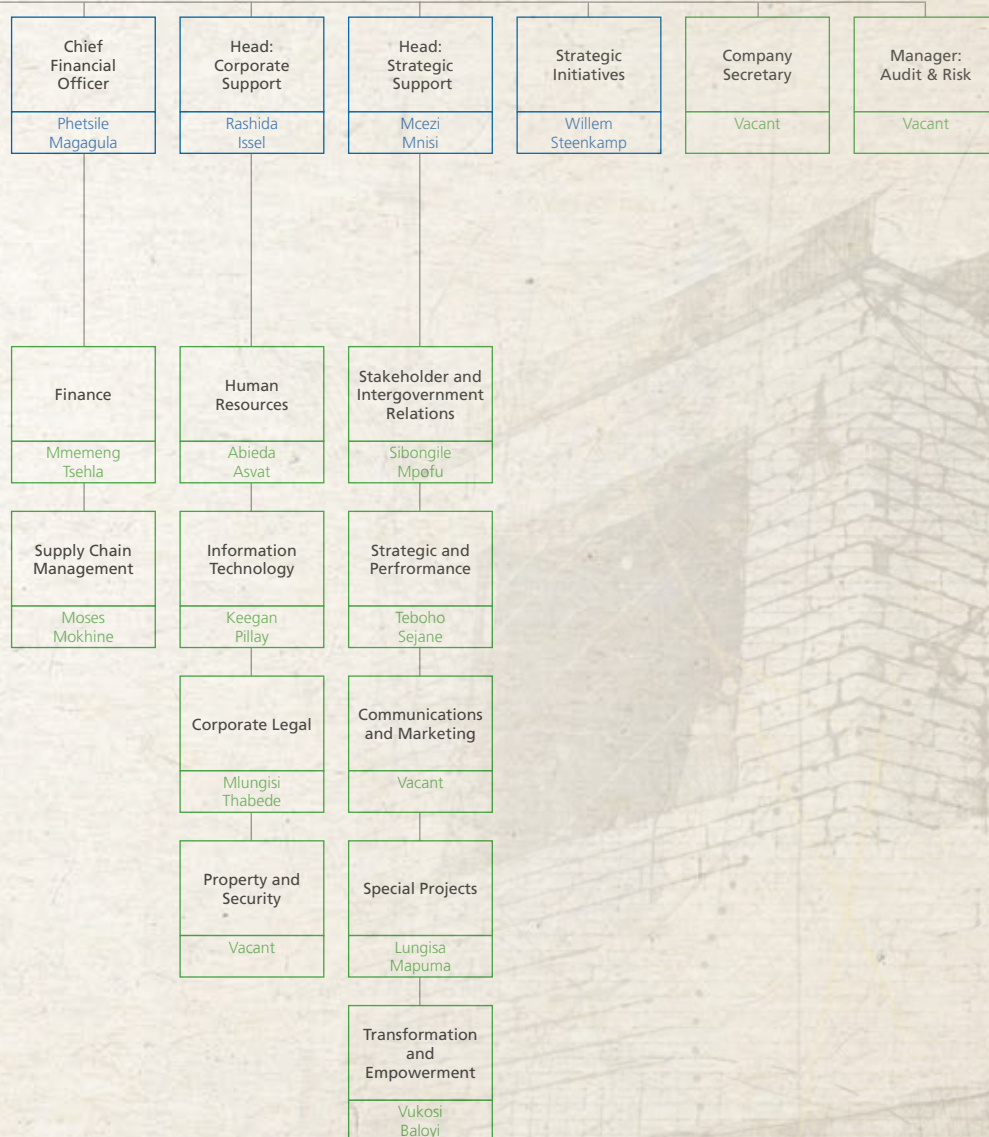 Chief
Financial
Officer
Phetsile
Magagula
Head:
Corporate
Support
Rashida
Issel
Head:
Strategic
Support
Mcezi
Mnisi
Strategic
Initiatives
Willem
Steenkamp
Company
Secretary
Vacant
Manager:
Audit & Risk
Vacant
Finance
Mmemeng
Tsehla
Human
Resources
Abieda
Asvat
Stakeholder and
Intergovernment
Relations
Sibongile
Mpofu
Supply Chain
Management
Moses
Mokhine
Information
Technology
Keegan
Pillay
Strategic and
Perfrormance
Teboho
Sejane
Corporate Legal
Mlungisi
Thabede
Communications
and Marketing
Vacant
Property and
Security
Vacant
Special Projects
Lungisa
Mapuma
Transformation
and
Empowerment
Vukosi
Baloyi